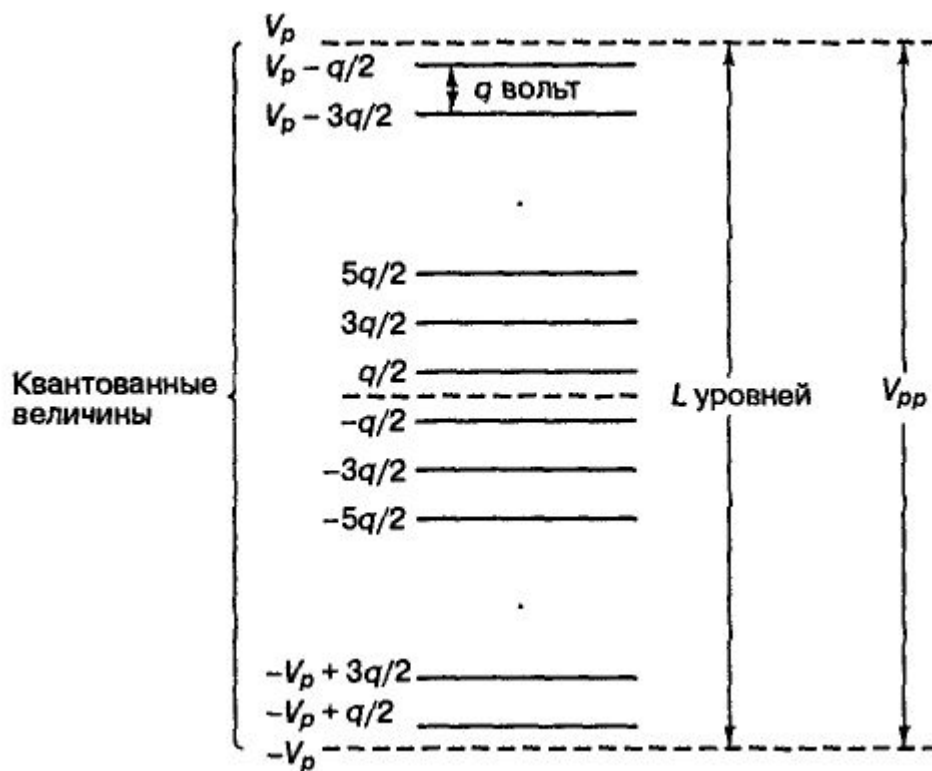 V_p
V_p – q/2
q вольт
V_p – 3q/2
5q/2
3q/2
q/2
Квантованные
величины
L уровней
V_pp
–q/2
–3q/2
–5q/2
–V_p + 3q/2
–V_p + q/2
–V_p